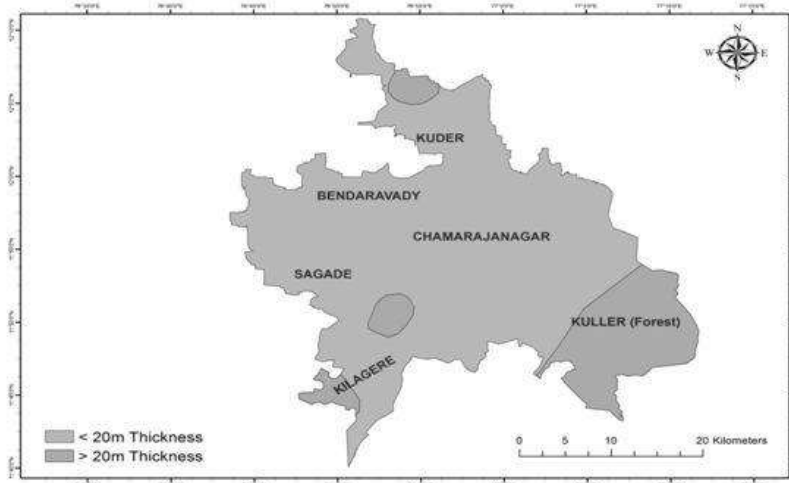 N
W E
S
KUDER
BENDARAVADY
CHAMARAJANAGAR
SAGADE
KULLER (Forest)
KILAGERE
< 20m Thickness
> 20m Thickness
0 5 10 20 Kilometers